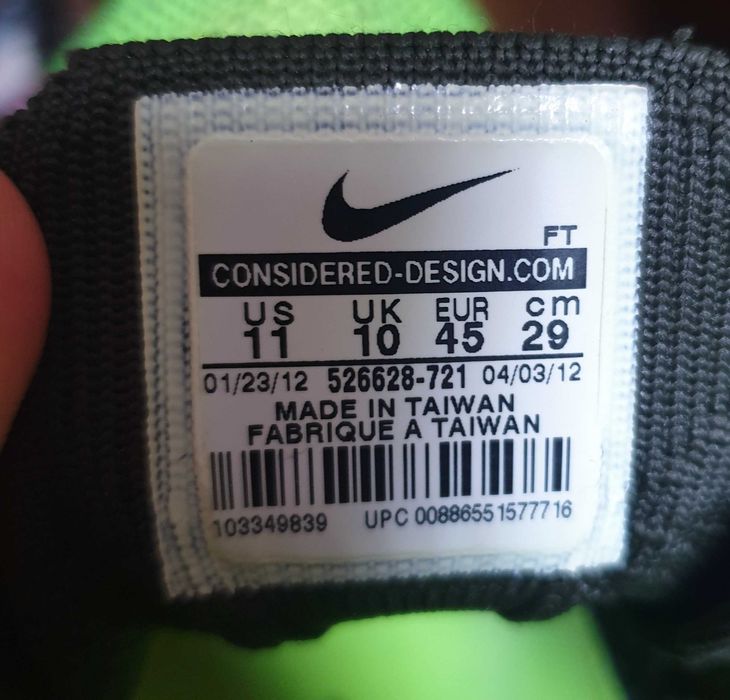 FT
CONSIDERED-DESIGN.COM
US UK EUR cm
11 10 45 29
01/23/12 526628-721 04/03/12
MADE IN TAIWAN
FABRIQUE A TAIWAN
103349839 UPC 00886551577716